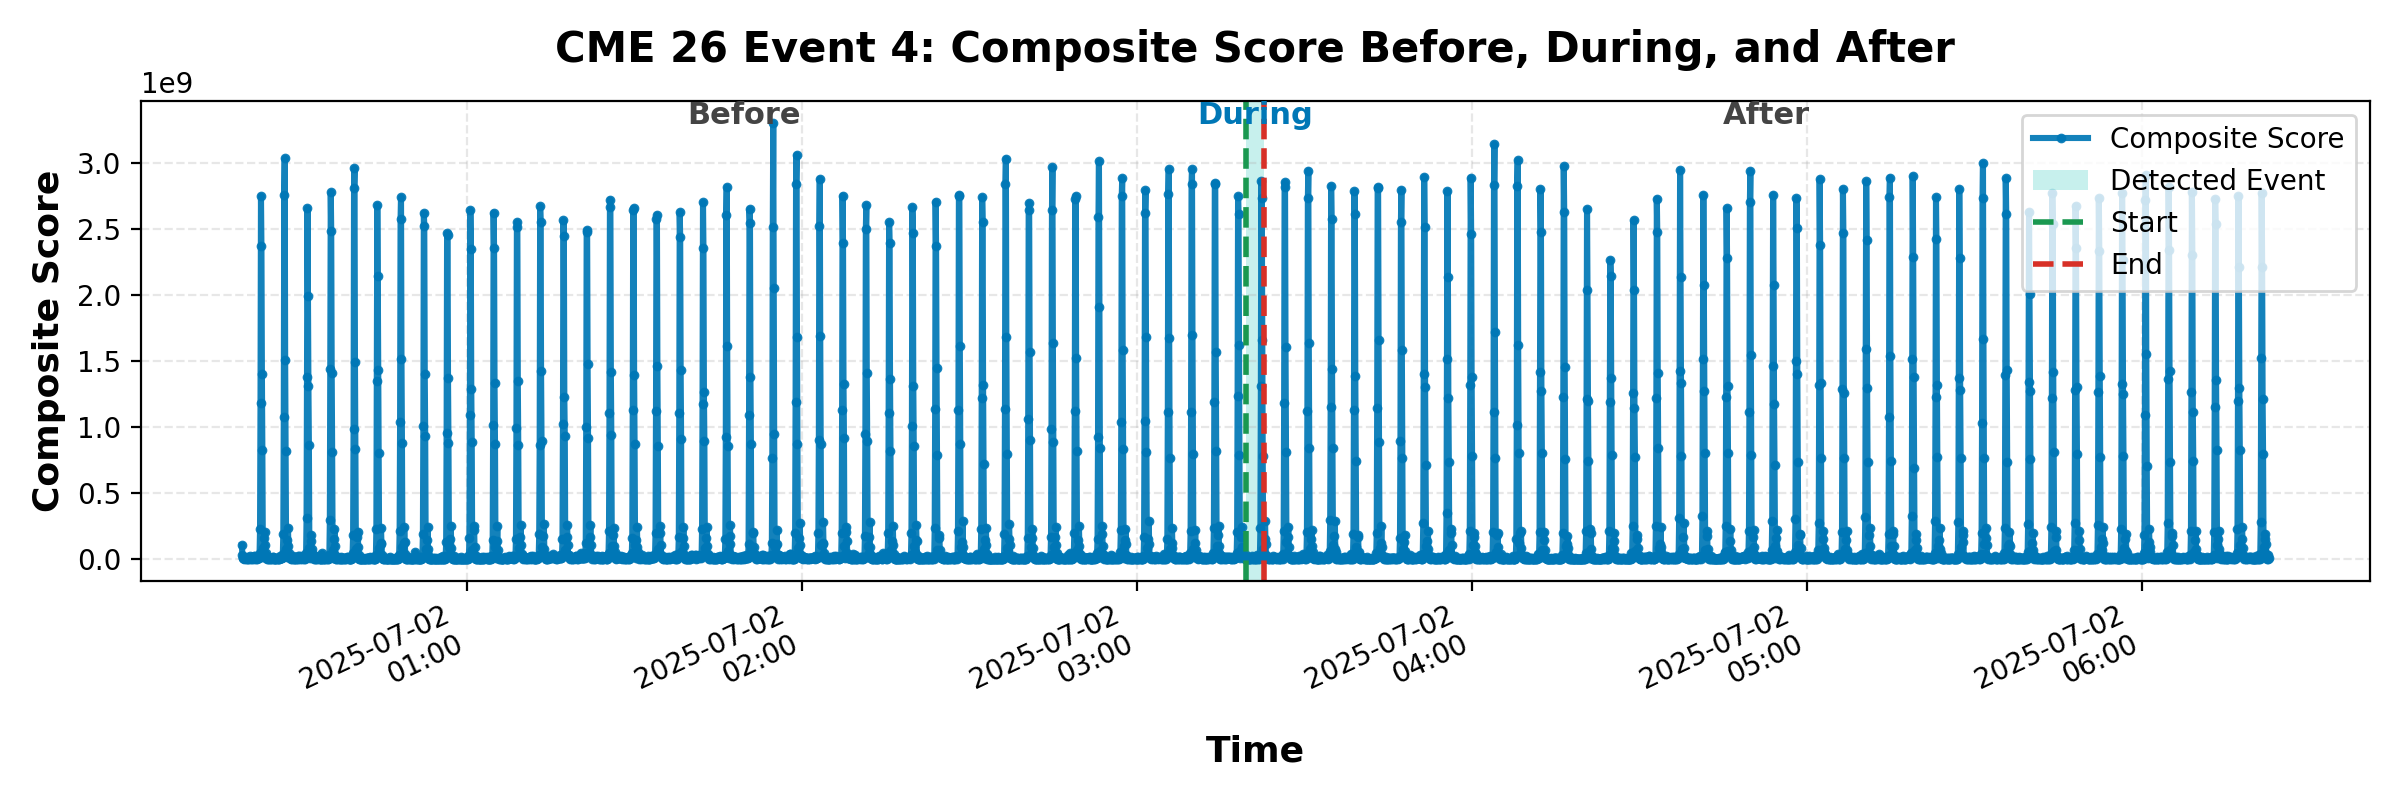 CME 26 Event 4: Composite Score Before, During, and After
1e9
Before
During
After
Composite Score
Detected Event
Start
End
3.0
2.5
2.0
1.5
1.0
0.5
0.0
Composite Score
2025-07-02
01:00
2025-07-02
02:00
2025-07-02
03:00
2025-07-02
04:00
2025-07-02
05:00
2025-07-02
06:00
Time